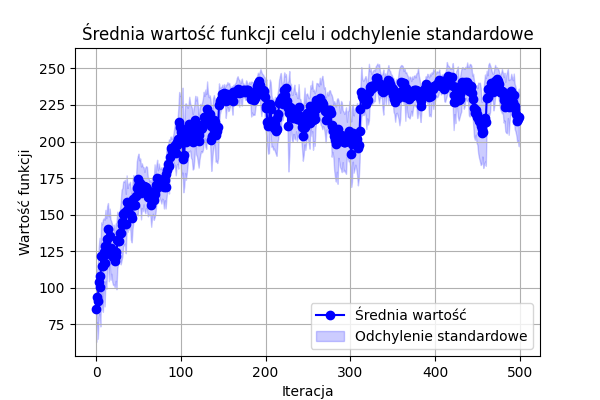 Średnia wartość funkcji celu i odchylenie standardowe
Wartość funkcji
250
225
200
175
150
125
100
75
0 100 200 300 400 500
Iteracja
Średnia wartość
Odchylenie standardowe